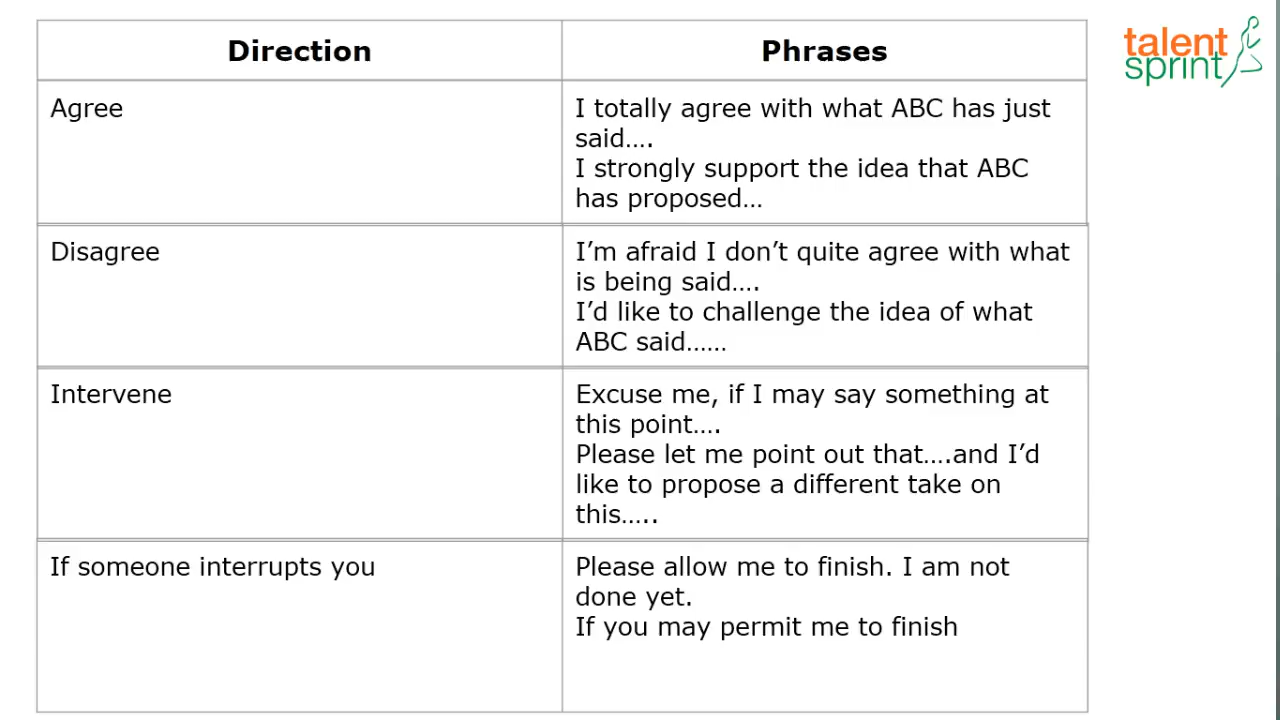 Direction
Phrases
talent
sprint
Agree
I totally agree with what ABC has just
said….
I strongly support the idea that ABC
has proposed…
Disagree
I’m afraid I don’t quite agree with what
is being said….
I’d like to challenge the idea of what
ABC said……
Intervene
Excuse me, if I may say something at
this point….
Please let me point out that….and I’d
like to propose a different take on
this…..
If someone interrupts you
Please allow me to finish. I am not
done yet.
If you may permit me to finish